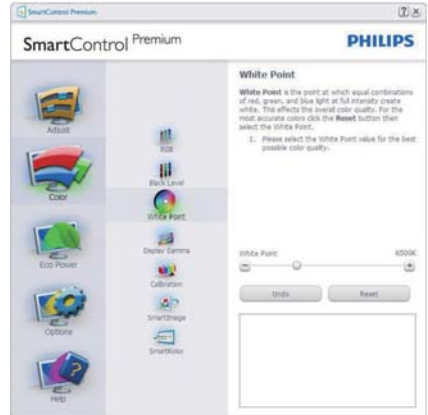 SmartControl Premium
SmartControl Premium
PHILIPS
Adjust
Color
Eco Power
Options
Help
RGB
Black Level
White Point
Display Gamma
Calibration
SmartImage
SmartKolor
White Point
White Point is the point at which equal combinations
of red, green, and blue light at full intensity create
white. This effects the overall color quality. For the
most accurate colors click the Reset button then
select the White Point.
1. Please select the White Point value for the best
possible color quality.
White Point 6500K
Undo Reset